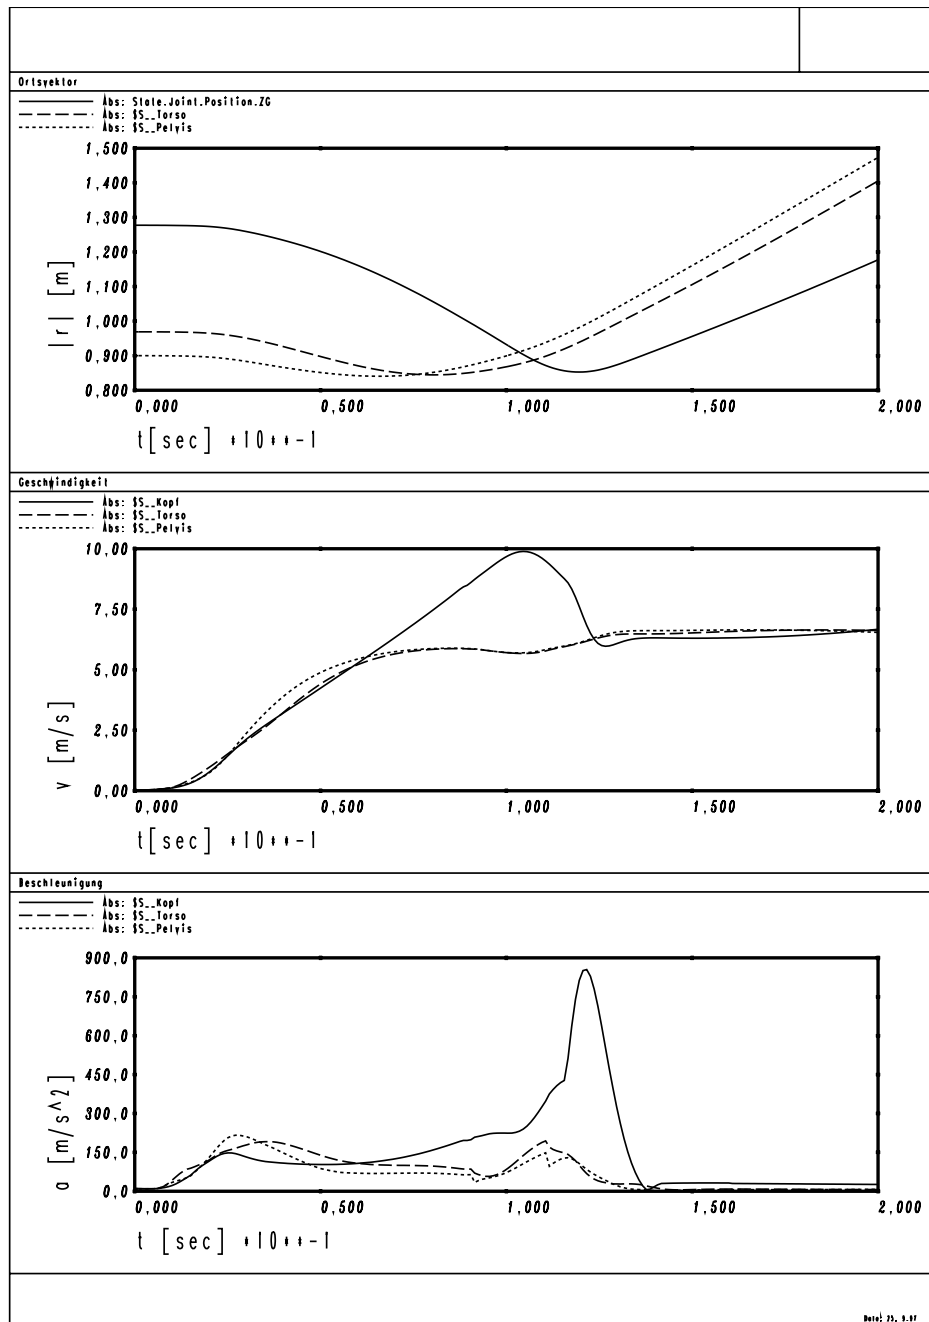 Ortsvektor
Abs: State.Joint.Position.ZG
Abs: $S__Torso
Abs: $S__Pelvis
1,500
1,400
1,300
1,200
1,100
1,000
0,900
0,800
|r| [m]
0,000 0,500 1,000 1,500 2,000
t[sec] *10**-1
Geschwindigkeit
Abs: $S__Kopf
Abs: $S__Torso
Abs: $S__Pelvis
10,00
7,50
5,00
2,50
0,00
v [m/s]
0,000 0,500 1,000 1,500 2,000
t[sec] *10**-1
Beschleunigung
Abs: $S__Kopf
Abs: $S__Torso
Abs: $S__Pelvis
900,0
750,0
600,0
450,0
300,0
150,0
0,0
a [m/s^2]
0,000 0,500 1,000 1,500 2,000
t [sec] *10**-1